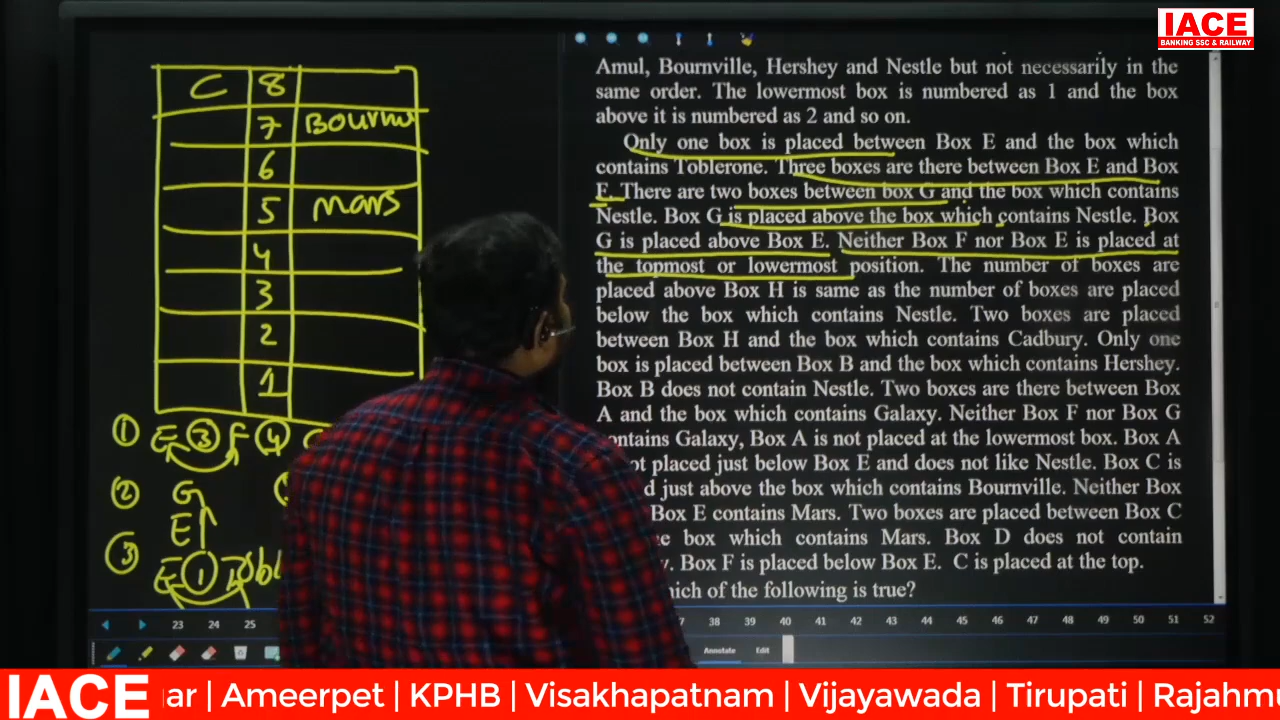 IACE
BANKING SSC & RAILWAY
C 8
7 Bourn
6
5 Mars
4
3
2
1
① E ③ F ④
② G
E
③ E ①
Amul, Bournville, Hershey and Nestle but not necessarily in the
same order. The lowermost box is numbered as 1 and the box
above it is numbered as 2 and so on.
Only one box is placed between Box E and the box which
contains Toblerone. Three boxes are there between Box E and Box
F. There are two boxes between box G and the box which contains
Nestle. Box G is placed above the box which contains Nestle. Box
G is placed above Box E. Neither Box F nor Box E is placed at
the topmost or lowermost position. The number of boxes are
placed above Box H is same as the number of boxes are placed
below the box which contains Nestle. Two boxes are placed
between Box H and the box which contains Cadbury. Only one
box is placed between Box B and the box which contains Hershey.
Box B does not contain Nestle. Two boxes are there between Box
A and the box which contains Galaxy. Neither Box F nor Box G
ontains Galaxy, Box A is not placed at the lowermost box. Box A
ot placed just below Box E and does not like Nestle. Box C is
d just above the box which contains Bournville. Neither Box
Box E contains Mars. Two boxes are placed between Box C
e box which contains Mars. Box D does not contain
y. Box F is placed below Box E. C is placed at the top.
ich of the following is true?
23 24 25 37 38 39 40 41 42 43 44 45 46 47 48 49 50 51 52
Annotate Edit
IACE ar | Ameerpet | KPHB | Visakhapatnam | Vijayawada | Tirupati | Rajahmu